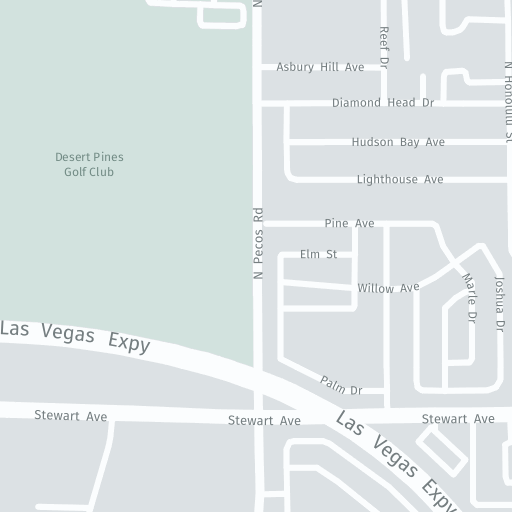 N
Reef Dr
Asbury Hill Ave
N Honolulu St
Diamond Head Dr
Hudson Bay Ave
Desert Pines
Golf Club
Lighthouse Ave
N Pecos Rd
Pine Ave
Elm St
Willow Ave
Marle Dr
Joshua Dr
Las Vegas Expy
Palm Dr
Stewart Ave
Stewart Ave
Stewart Ave
Las Vegas Expy